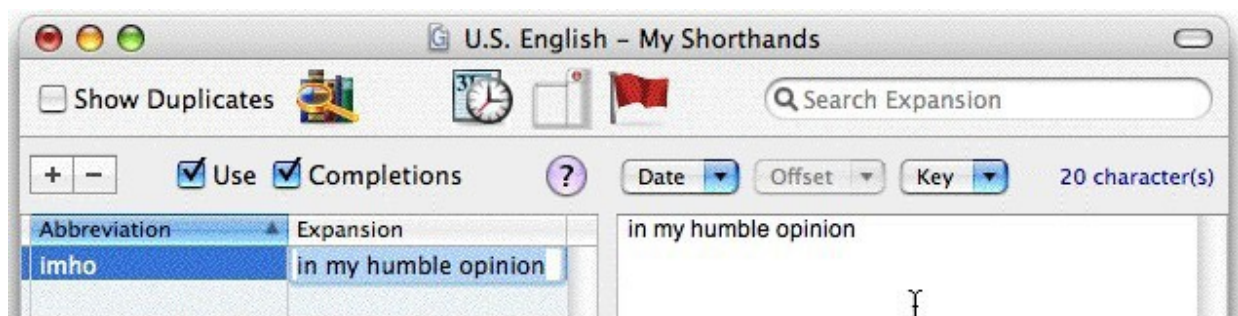 U.S. English – My Shorthands
Show Duplicates
31
Search Expansion
+ – Use Completions ? Date Offset Key 20 character(s)
Abbreviation Expansion
imho in my humble opinion
in my humble opinion